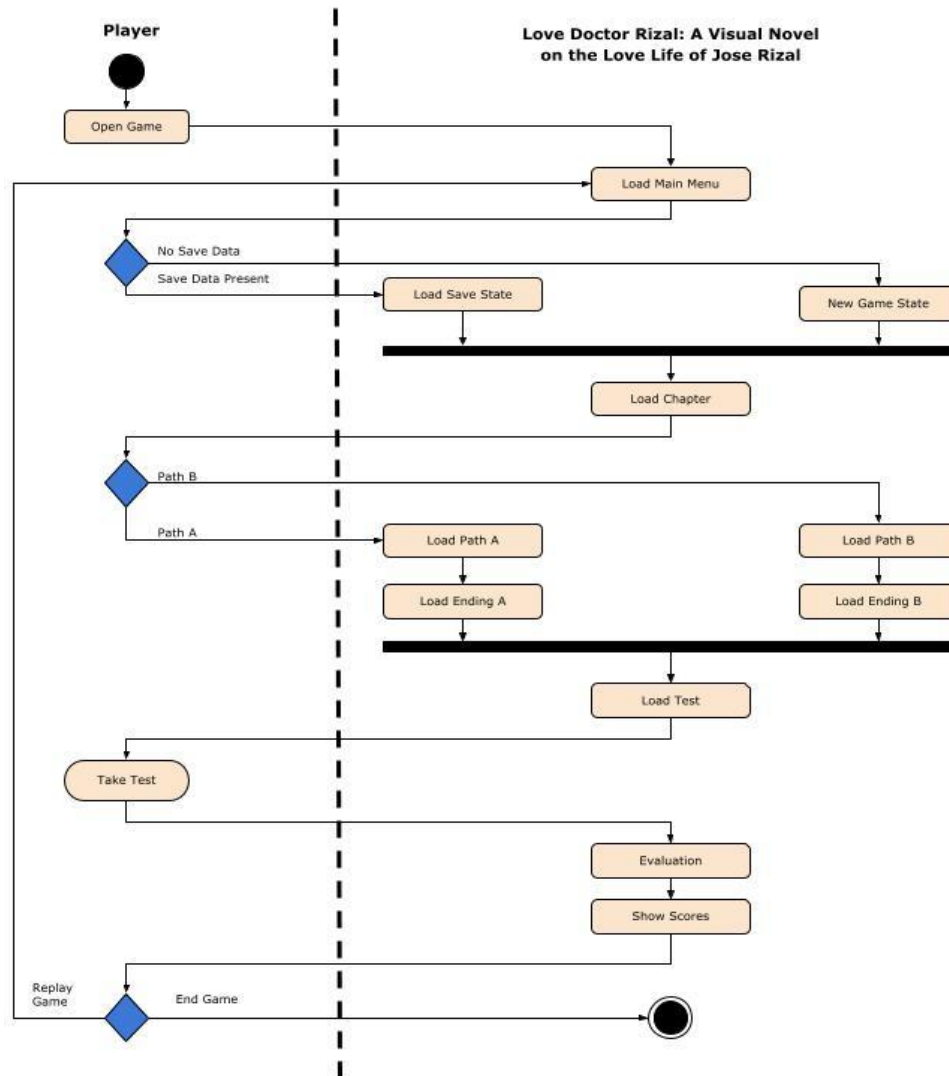 Player
Love Doctor Rizal: A Visual Novel
on the Love Life of Jose Rizal
Open Game
Load Main Menu
No Save Data
Save Data Present
Load Save State
New Game State
Load Chapter
Path B
Path A
Load Path A
Load Path B
Load Ending A
Load Ending B
Load Test
Take Test
Evaluation
Show Scores
Replay
Game
End Game